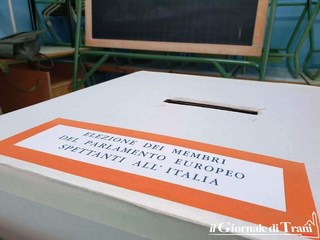 ELEZIONE DEI MEMBRI
DEL PARLAMENTO EUROPEO
SPETTANTI ALL'ITALIA
il Giornale di Trani